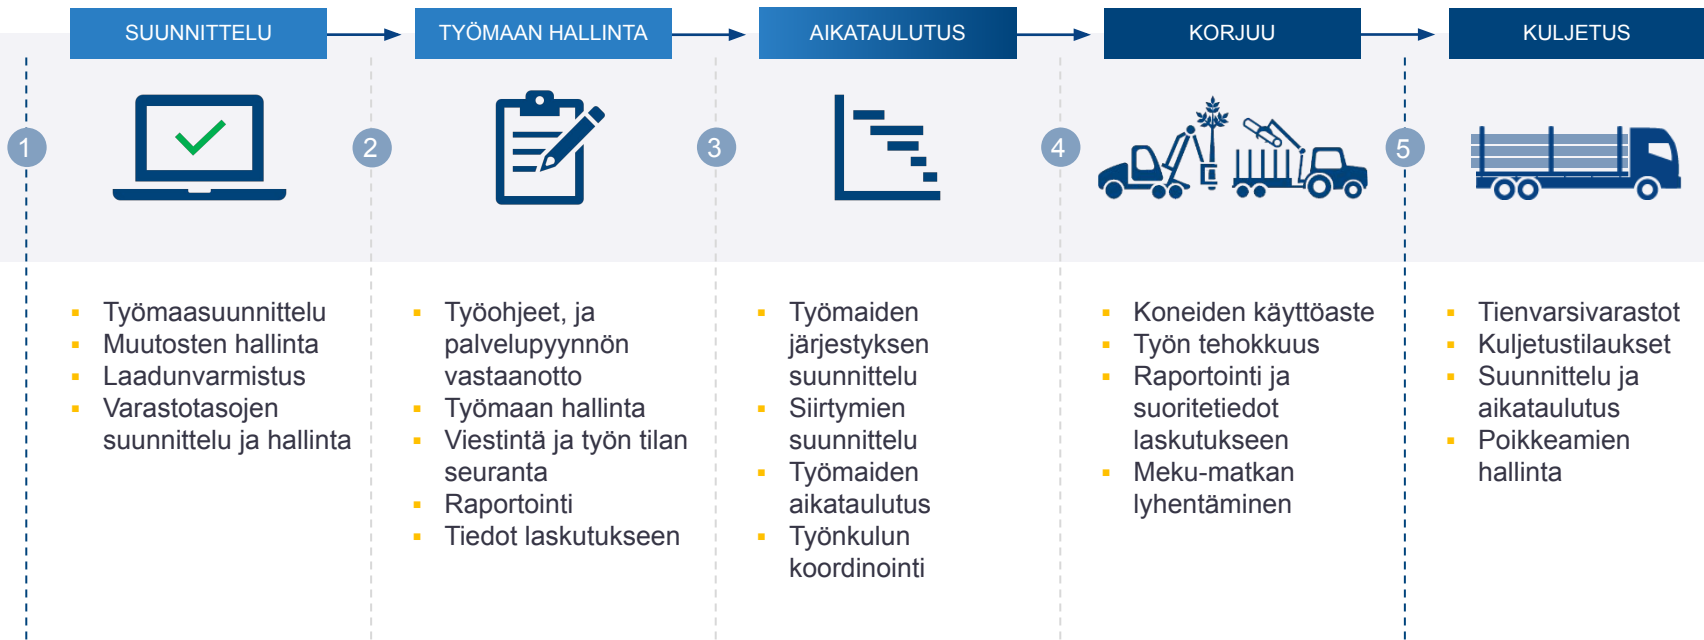 SUUNNITTELU
TYÖMAAN HALLINTA
AIKATAULUTUS
KORJUU
KULJETUS
1
2
3
4
5
▪ Työmaasuunnittelu
▪ Muutosten hallinta
▪ Laadunvarmistus
▪ Varastotasojen
suunnittelu ja hallinta
▪ Työohjeet, ja
palvelupyynnön
vastaanotto
▪ Työmaan hallinta
▪ Viestintä ja työn tilan
seuranta
▪ Raportointi
▪ Tiedot laskutukseen
▪ Työmaiden
järjestyksen
suunnittelu
▪ Siirtymien
suunnittelu
▪ Työmaiden
aikataulutus
▪ Työnkulun
koordinointi
▪ Koneiden käyttöaste
▪ Työn tehokkuus
▪ Raportointi ja
suoritetiedot
laskutukseen
▪ Meku-matkan
lyhentäminen
▪ Tienvarsivarastot
▪ Kuljetustilaukset
▪ Suunnittelu ja
aikataulutus
▪ Poikkeamien
hallinta